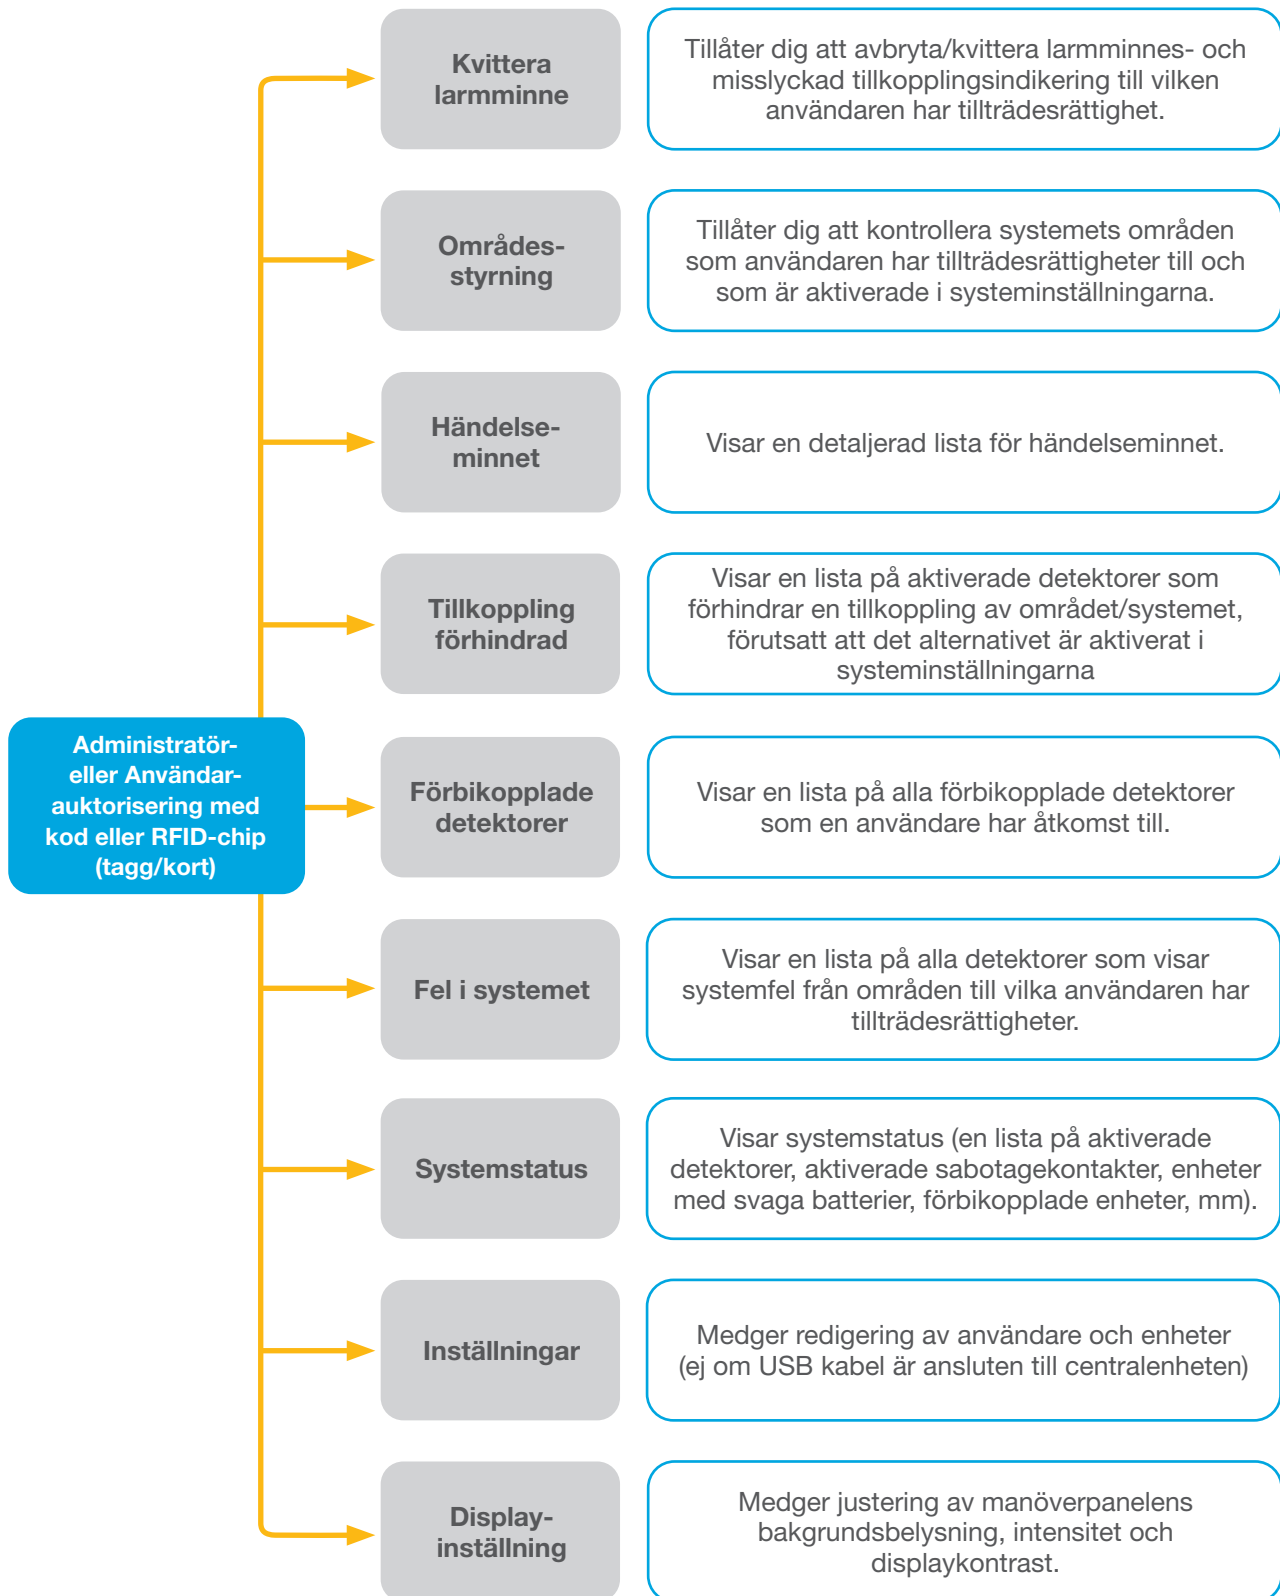 Kvittera
larmminne
Tillåter dig att avbryta/kvittera larmminnes- och
misslyckad tillkopplingsindikering till vilken
användaren har tillträdesrättighet.
Områdes-
styrning
Tillåter dig att kontrollera systemets områden
som användaren har tillträdesrättigheter till och
som är aktiverade i systeminställningarna.
Händelse-
minnet
Visar en detaljerad lista för händelseminnet.
Tillkoppling
förhindrad
Visar en lista på aktiverade detektorer som
förhindrar en tillkoppling av området/systemet,
förutsatt att det alternativet är aktiverat i
systeminställningarna
Administratör-
eller Användar-
auktorisering med
kod eller RFID-chip
(tagg/kort)
Förbikopplade
detektorer
Visar en lista på alla förbikopplade detektorer
som en användare har åtkomst till.
Fel i systemet
Visar en lista på alla detektorer som visar
systemfel från områden till vilka användaren har
tillträdesrättigheter.
Systemstatus
Visar systemstatus (en lista på aktiverade
detektorer, aktiverade sabotagekontakter, enheter
med svaga batterier, förbikopplade enheter, mm).
Inställningar
Medger redigering av användare och enheter
(ej om USB kabel är ansluten till centralenheten)
Display-
inställning
Medger justering av manöverpanelens
bakgrundsbelysning, intensitet och
displaykontrast.